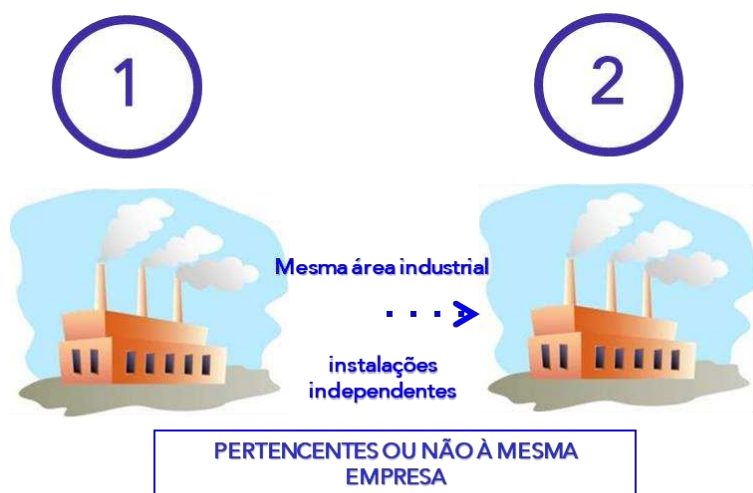 1
2
Mesma área industrial
instalações
independentes
PERTENCENTES OU NÃO À MESMA
EMPRESA